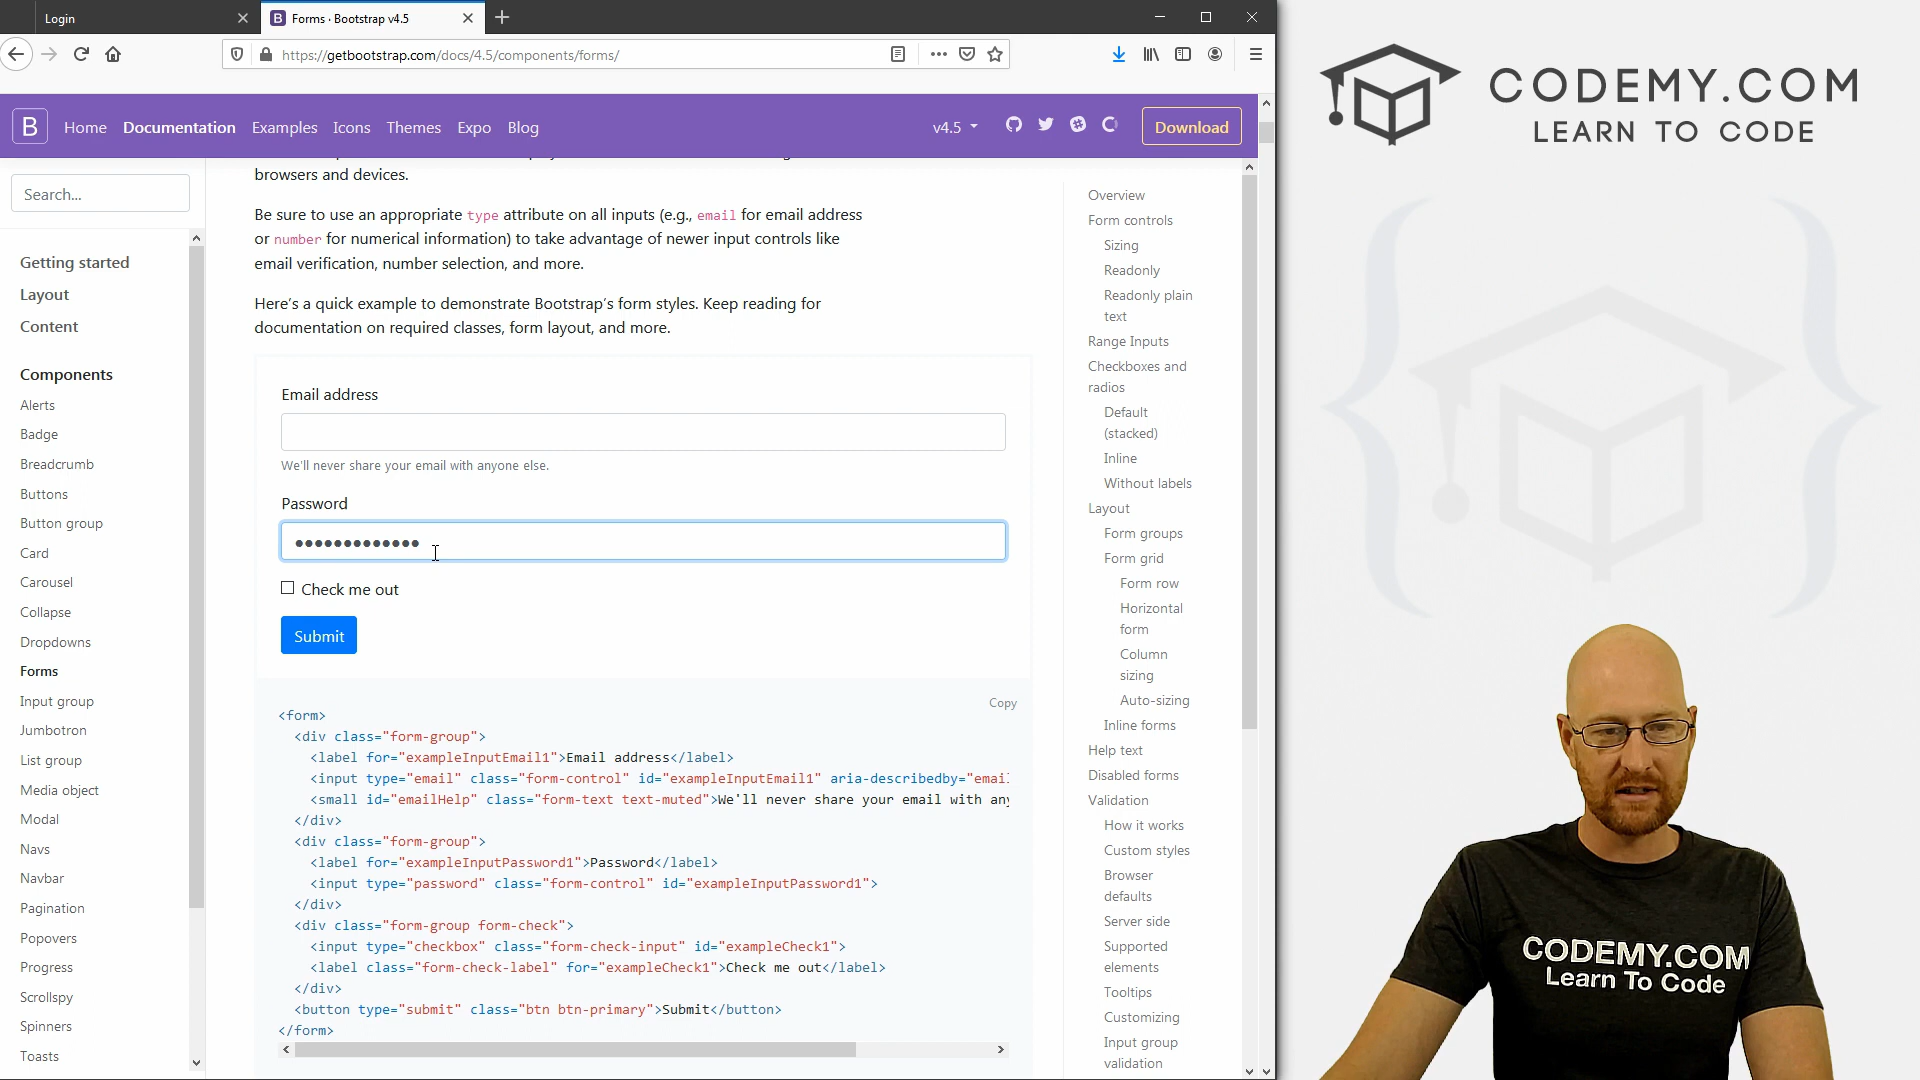 Login
Forms · Bootstrap v4.5
https://getbootstrap.com/docs/4.5/components/forms/
B
Home
Documentation
Examples
Icons
Themes
Expo
Blog
v4.5
Download
Search...
Getting started
Layout
Content
Components
Alerts
Badge
Breadcrumb
Buttons
Button group
Card
Carousel
Collapse
Dropdowns
Forms
Input group
Jumbotron
List group
Media object
Modal
Navs
Navbar
Pagination
Popovers
Progress
Scrollspy
Spinners
Toasts
browsers and devices.
Be sure to use an appropriate type attribute on all inputs (e.g., email for email address
or number for numerical information) to take advantage of newer input controls like
email verification, number selection, and more.
Here's a quick example to demonstrate Bootstrap's form styles. Keep reading for
documentation on required classes, form layout, and more.
Email address
We'll never share your email with anyone else.
Password
Check me out
Submit
Copy
<form>
<div class="form-group">
<label for="exampleInputEmail1">Email address</label>
<input type="email" class="form-control" id="exampleInputEmail1" aria-describedby="email
<small id="emailHelp" class="form-text text-muted">We'll never share your email with any
</div>
<div class="form-group">
<label for="exampleInputPassword1">Password</label>
<input type="password" class="form-control" id="exampleInputPassword1">
</div>
<div class="form-group form-check">
<input type="checkbox" class="form-check-input" id="exampleCheck1">
<label class="form-check-label" for="exampleCheck1">Check me out</label>
</div>
<button type="submit" class="btn btn-primary">Submit</button>
</form>
Overview
Form controls
Sizing
Readonly
Readonly plain
text
Range Inputs
Checkboxes and
radios
Default
(stacked)
Inline
Without labels
Layout
Form groups
Form grid
Form row
Horizontal
form
Column
sizing
Auto-sizing
Inline forms
Help text
Disabled forms
Validation
How it works
Custom styles
Browser
defaults
Server side
Supported
elements
Tooltips
Customizing
Input group
validation
CODEMY.COM
LEARN TO CODE
CODEMY.COM
Learn To Code